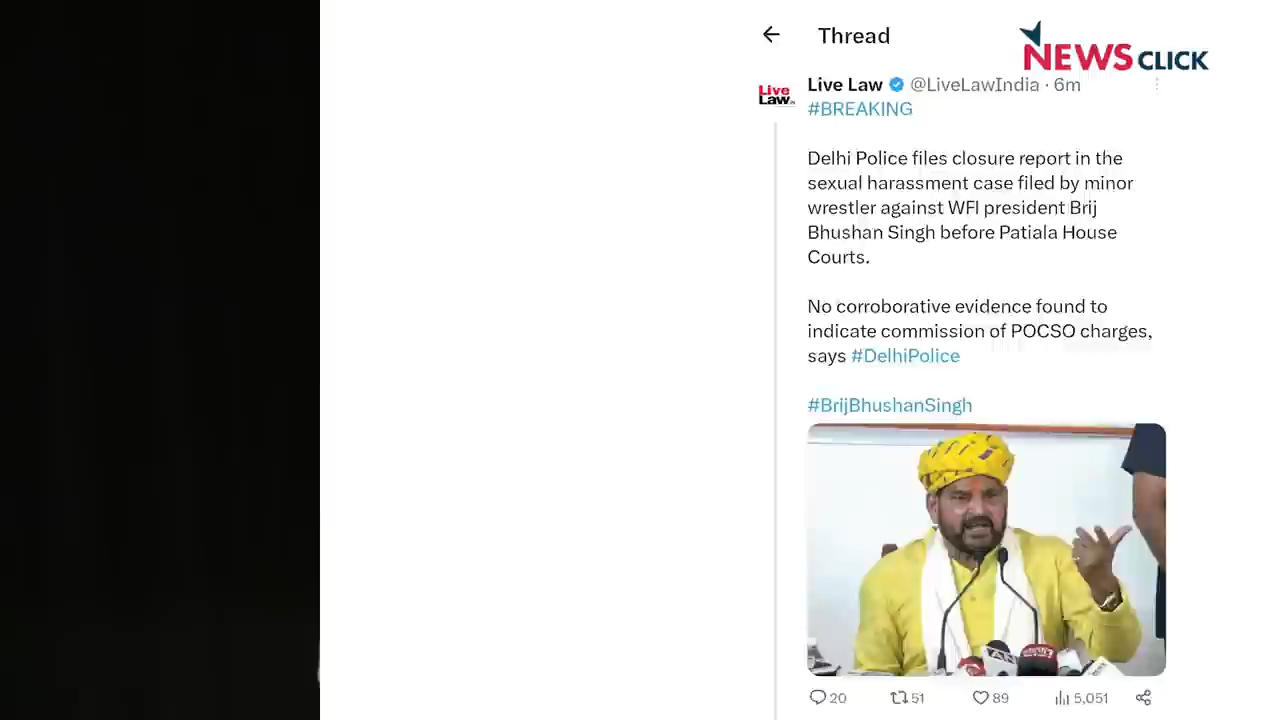 Thread
NEWS CLICK
Live Law @LiveLawIndia · 6m
Live
Law
#BREAKING
Delhi Police files closure report in the
sexual harassment case filed by minor
wrestler against WFI president Brij
Bhushan Singh before Patiala House
Courts.
No corroborative evidence found to
indicate commission of POCSO charges,
says #DelhiPolice
#BrijBhushanSingh
20 51 89 5,051